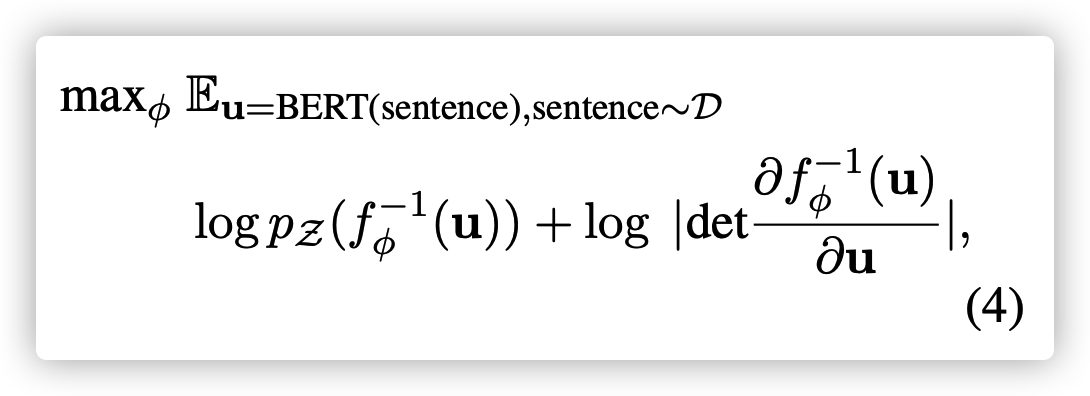 max_ϕ 𝔼_{𝐮=BERT(sentence),sentence∼𝒟}
log p_𝒵(f_ϕ^{−1}(𝐮)) + log |det ∂f_ϕ^{−1}(𝐮)/∂𝐮|,
(4)